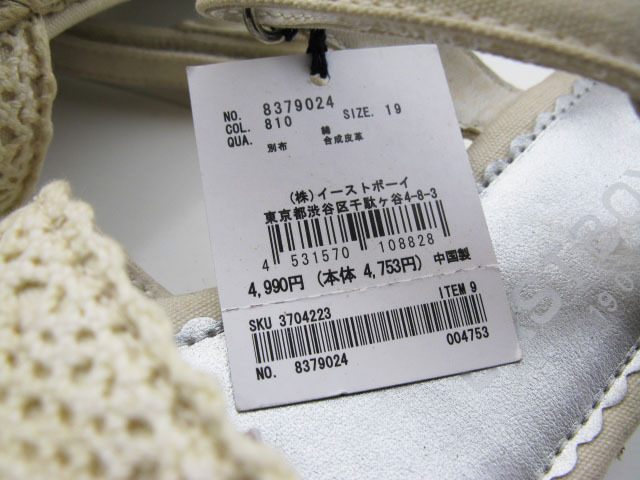 NO. 8379024
COL. 810 SIZE. 19
QUA. 別布 綿
合成皮革
(株)イーストボーイ
東京都渋谷区千駄ヶ谷4-8-3
4 531570 108828
4,990円 (本体 4,753円) 中国製
ITEM 9
SKU 3704223
004753
NO. 8379024